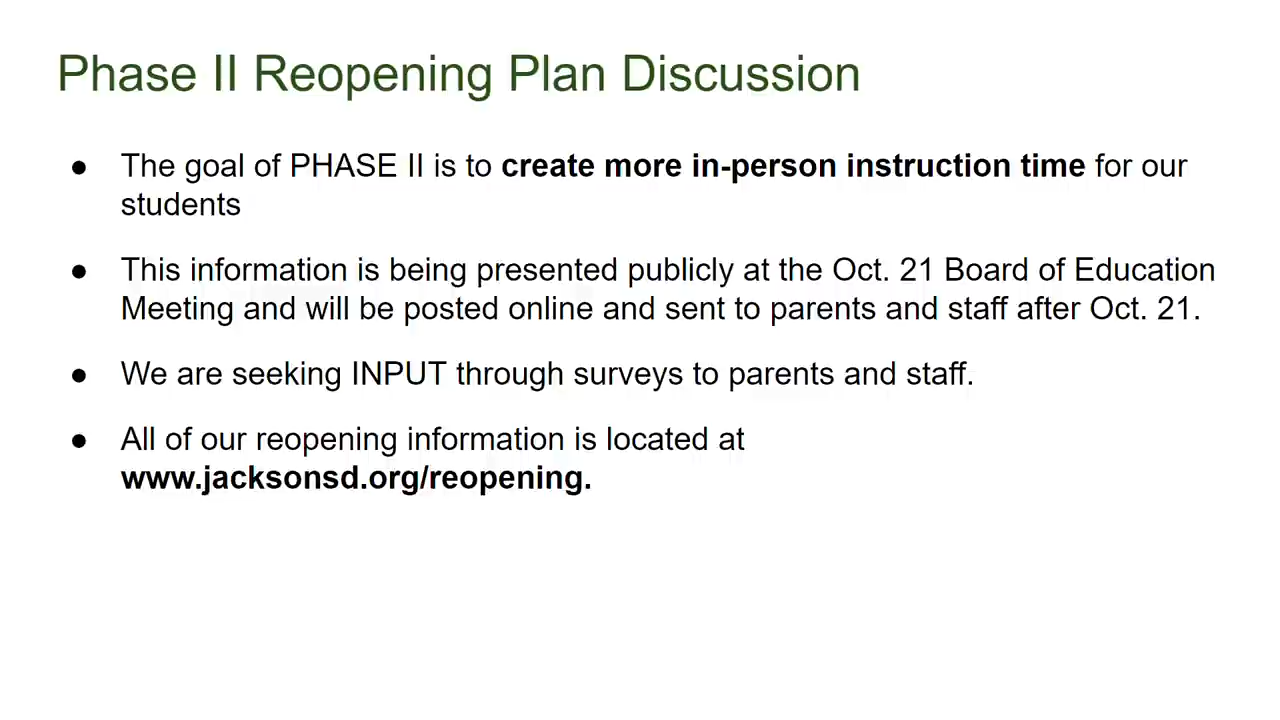 Phase II Reopening Plan Discussion
● The goal of PHASE II is to create more in-person instruction time for our
students
● This information is being presented publicly at the Oct. 21 Board of Education
Meeting and will be posted online and sent to parents and staff after Oct. 21.
● We are seeking INPUT through surveys to parents and staff.
● All of our reopening information is located at
www.jacksonsd.org/reopening.